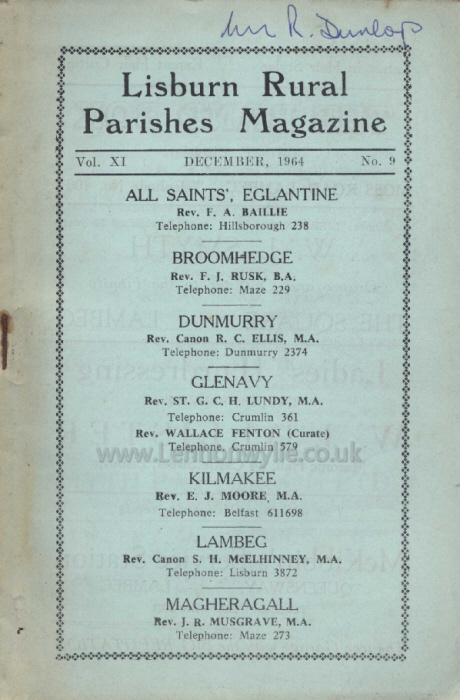 Mr R. Dunlop
Lisburn Rural
Parishes Magazine
Vol. XI DECEMBER, 1964 No. 9
ALL SAINTS', EGLANTINE
Rev. F. A. BAILLIE
Telephone: Hillsborough 238
BROOMHEDGE
Rev. F. J. RUSK, B.A.
Telephone: Maze 229
DUNMURRY
Rev. Canon R. C. ELLIS, M.A.
Telephone: Dunmurry 2374
GLENAVY
Rev. ST. G. C. H. LUNDY, M.A.
Telephone: Crumlin 361
Rev. WALLACE FENTON (Curate)
Telephone, Crumlin 579
www.Lennonwylie.co.uk
KILMAKEE
Rev. E. J. MOORE, M.A.
Telephone: Belfast 611698
LAMBEG
Rev. Canon S. H. McELHINNEY, M.A.
Telephone: Lisburn 3872
MAGHERAGALL
Rev. J. R. MUSGRAVE, M.A.
Telephone: Maze 273